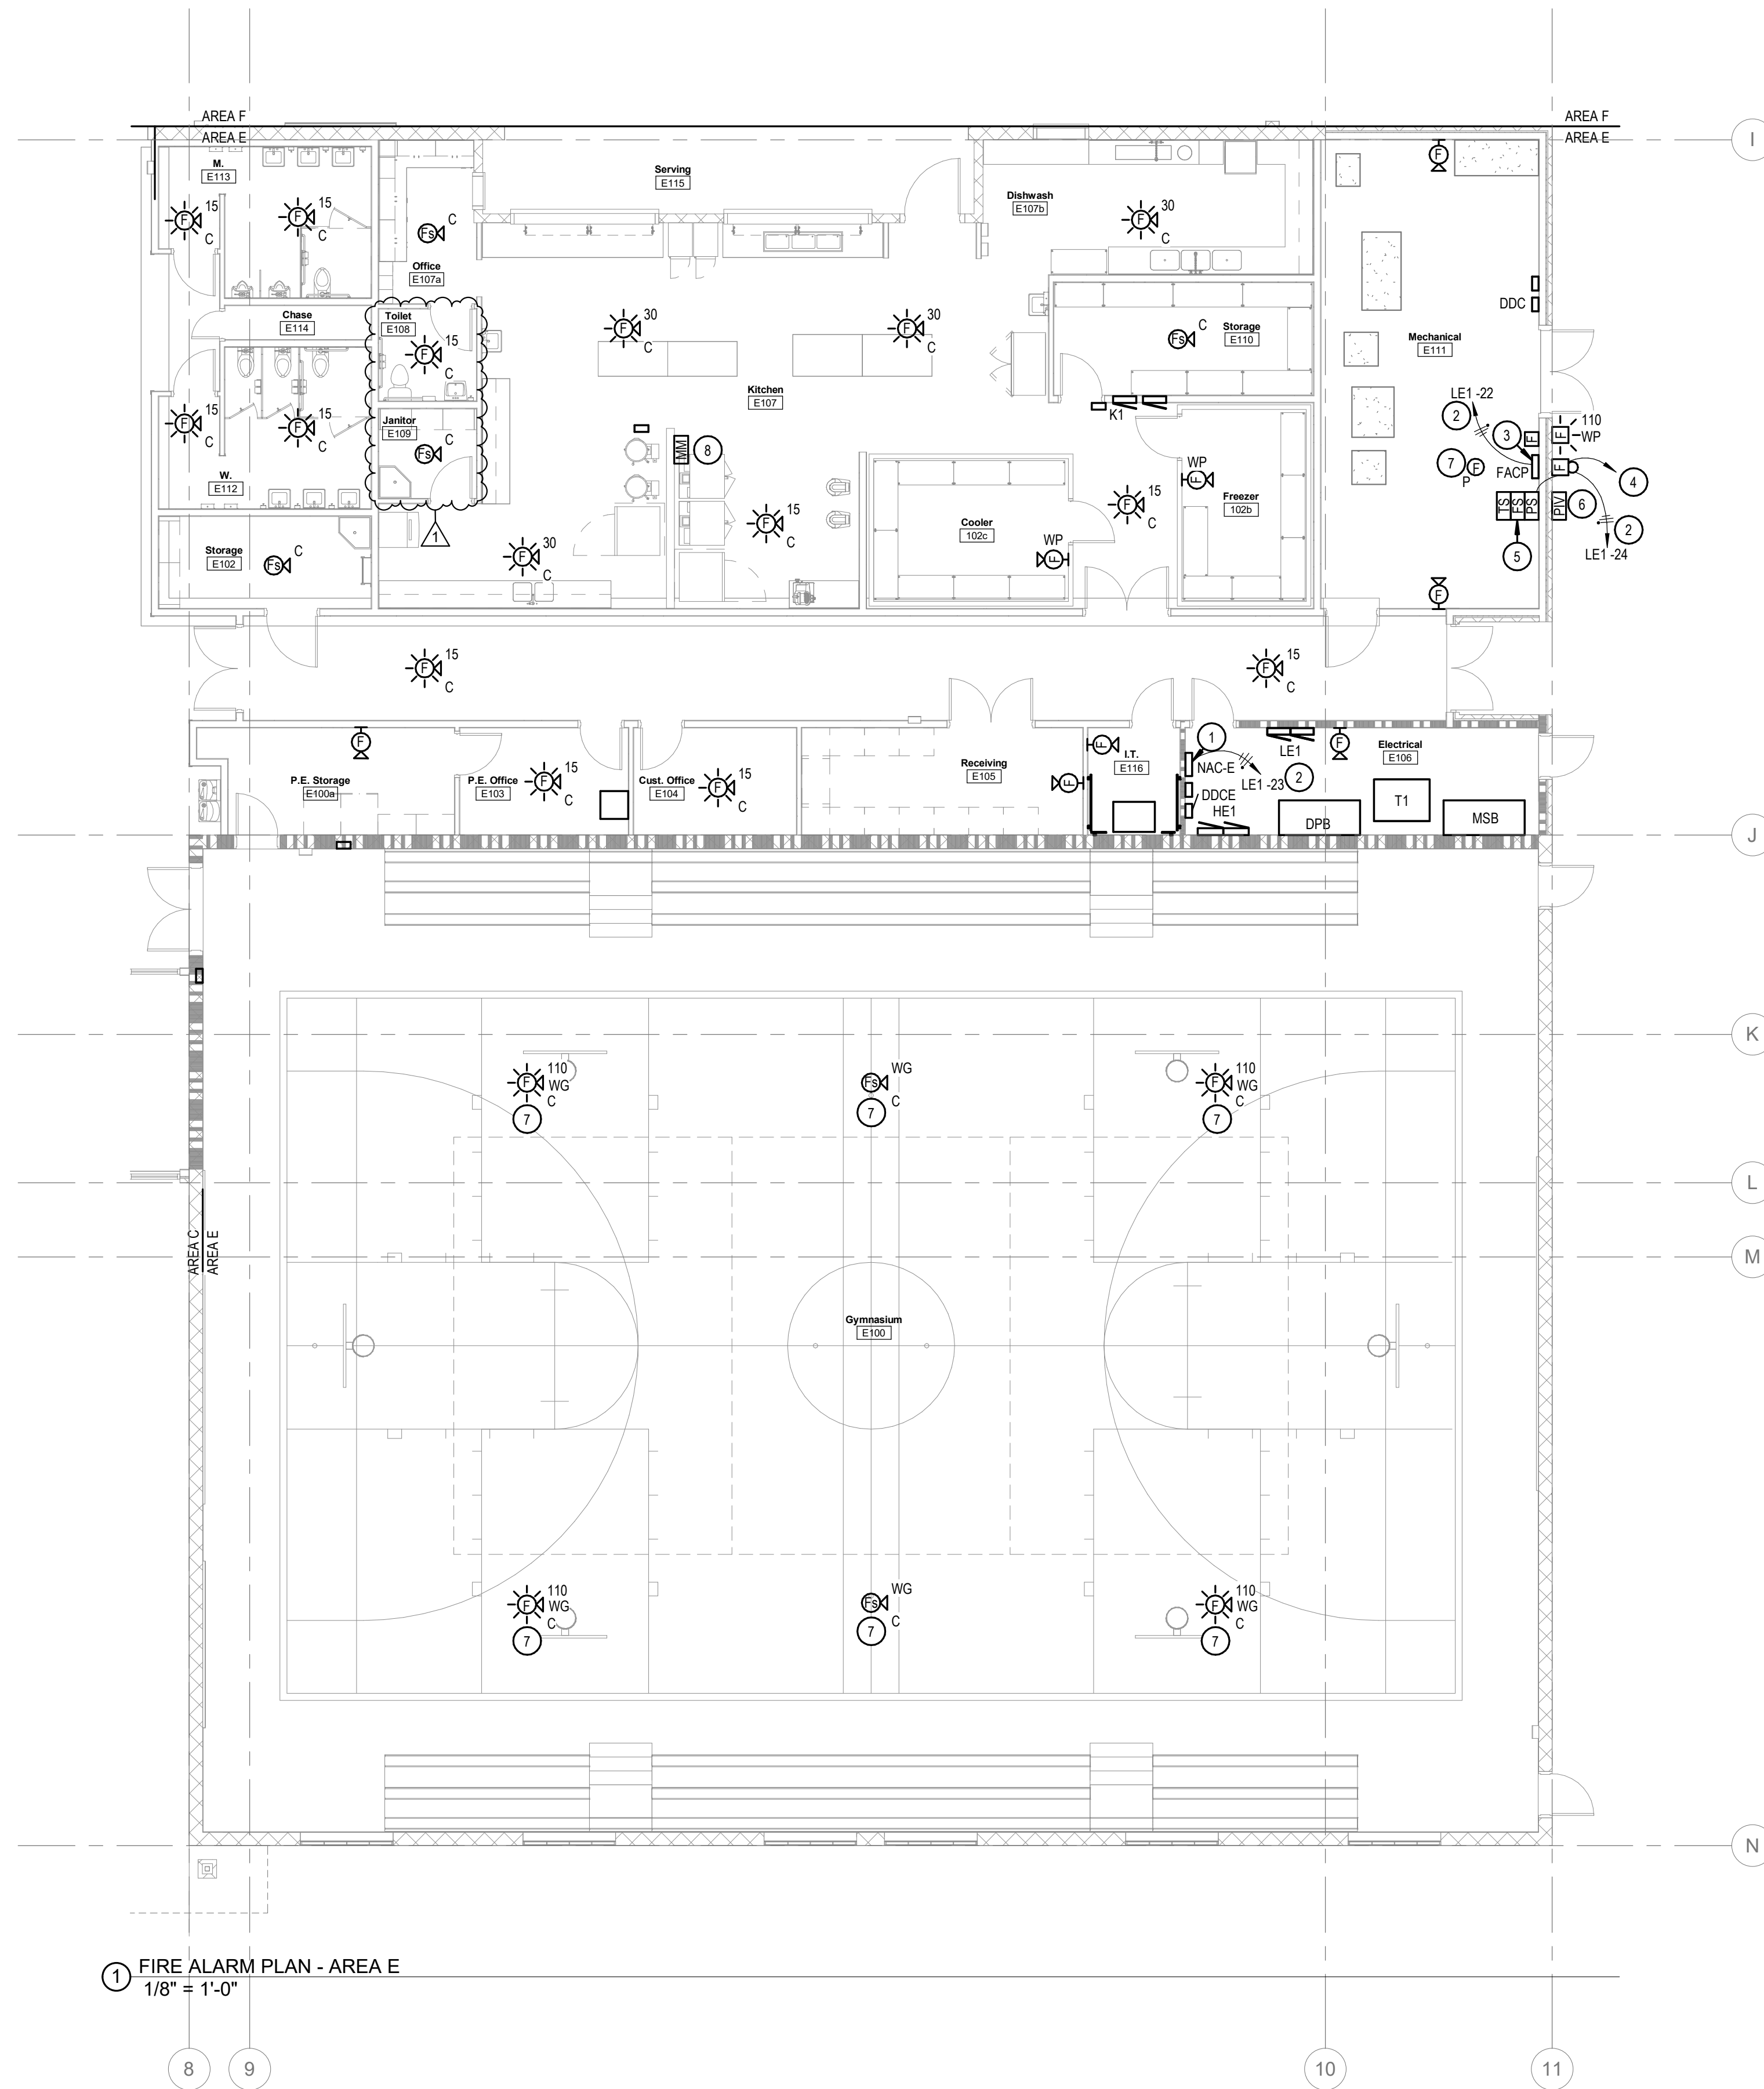 AREA F
AREA F
AREA E
AREA E
I
M.
E113
15
C
15
C
Serving
E115
C
Office
E107a
Dishwash
E107b
30
C
F
F
DDC
Chase
E114
Toilet
E108
15
C
30
C
30
C
C
Storage
E110
Mechanical
E111
15
C
15
C
Janitor
E109
C
Kitchen
E107
K1
MM
8
LE1 -22
2
3
7
F
P
FACP
F
F
110
WP
F
4
W.
E112
1
15
C
15
C
WP
F
Freezer
102b
Cooler
102c
WP
F
TS
FS
PS
PIV
6
2
5
LE1 -24
Storage
E102
Fs
C
30
C
F
F
15
C
F
15
C
F
P.E. Storage
E100a
P.E. Office
E103
F
15
C
Cust. Office
E104
F
15
C
Receiving
E105
F
F
I.T.
E116
1
NAC-E
LE1 -23
2
LE1
F
Electrical
E106
DDCE
HE1
DPB
T1
MSB
J
K
F
110
WG
C
7
Fs
WG
C
7
F
110
WG
C
7
L
AREA C
AREA E
M
Gymnasium
E100
F
110
WG
C
7
Fs
WG
C
7
F
110
WG
C
7
N
1
FIRE ALARM PLAN - AREA E
1/8" = 1'-0"
8
9
10
11